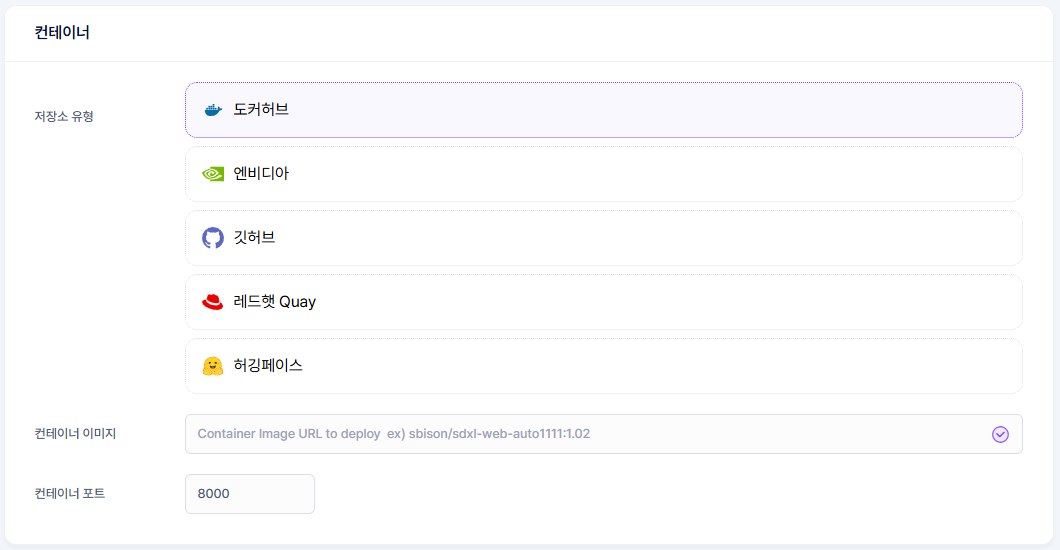 컨테이너
저장소 유형
도커허브
엔비디아
깃허브
레드햇 Quay
허깅페이스
컨테이너 이미지
Container Image URL to deploy  ex) sbison/sdxl-web-auto1111:1.02
컨테이너 포트
8000